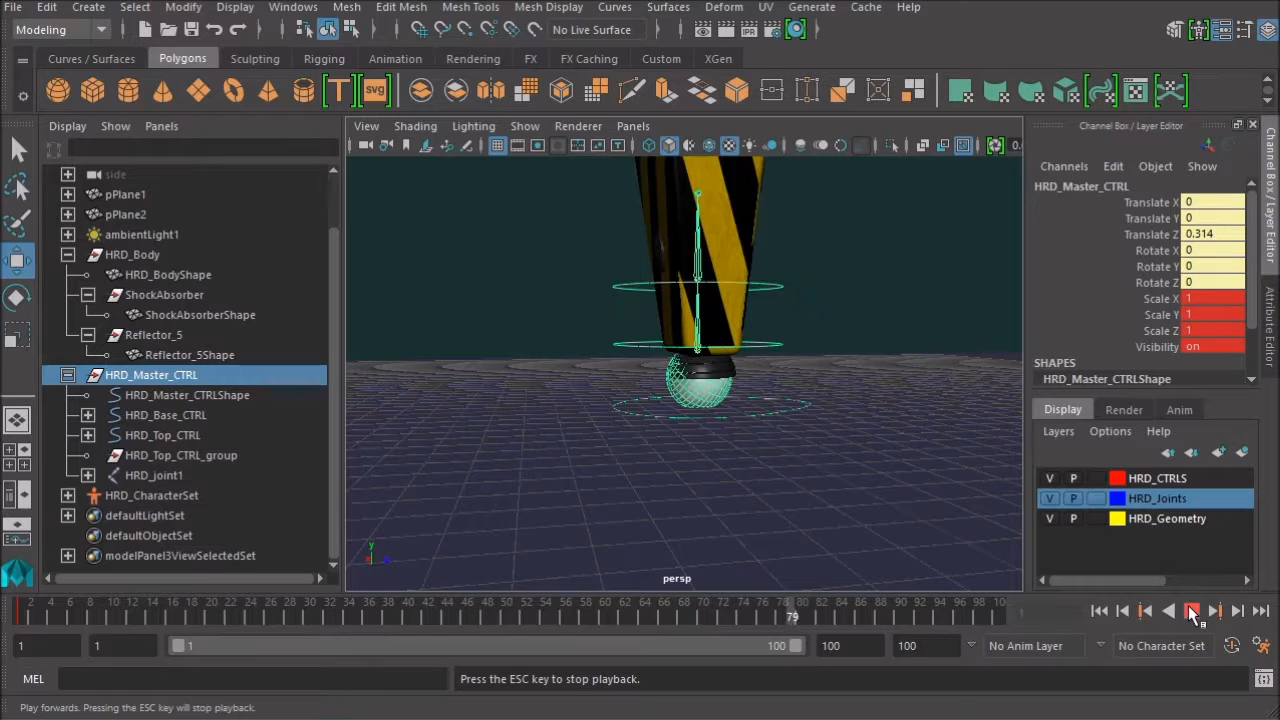 File Edit Create Select Modify Display Windows Mesh Edit Mesh Mesh Tools Mesh Display Curves Surfaces Deform UV Generate Cache Help
Modeling No Live Surface IPR
Curves / Surfaces Polygons Sculpting Rigging Animation Rendering FX FX Caching Custom XGen
T svg
Display Show Panels
View Shading Lighting Show Renderer Panels
0.
side
pPlane1
pPlane2
ambientLight1
HRD_Body
HRD_BodyShape
ShockAbsorber
ShockAbsorberShape
Reflector_5
Reflector_5Shape
HRD_Master_CTRL
HRD_Master_CTRLShape
HRD_Base_CTRL
HRD_Top_CTRL
HRD_Top_CTRL_group
HRD_joint1
HRD_CharacterSet
defaultLightSet
defaultObjectSet
modelPanel3ViewSelectedSet
y
persp
Channel Box / Layer Editor
Channels Edit Object Show
HRD_Master_CTRL
Translate X 0
Translate Y 0
Translate Z 0.314
Rotate X 0
Rotate Y 0
Rotate Z 0
Scale X 1
Scale Y 1
Scale Z 1
Visibility on
SHAPES
HRD_Master_CTRLShape
Display Render Anim
Layers Options Help
V P HRD_CTRLS
V P HRD_Joints
V P HRD_Geometry
Channel Box / Layer Editor
Attribute Editor
2 4 6 8 10 12 14 16 18 20 22 24 26 28 30 32 34 36 38 40 42 44 46 48 50 52 54 56 58 60 62 64 66 68 70 72 74 76 78 80 82 84 86 88 90 92 94 96 98 10
79
1
1 1 1 100 100 100 No Anim Layer No Character Set
MEL Press the ESC key to stop playback.
Play forwards. Pressing the ESC key will stop playback.